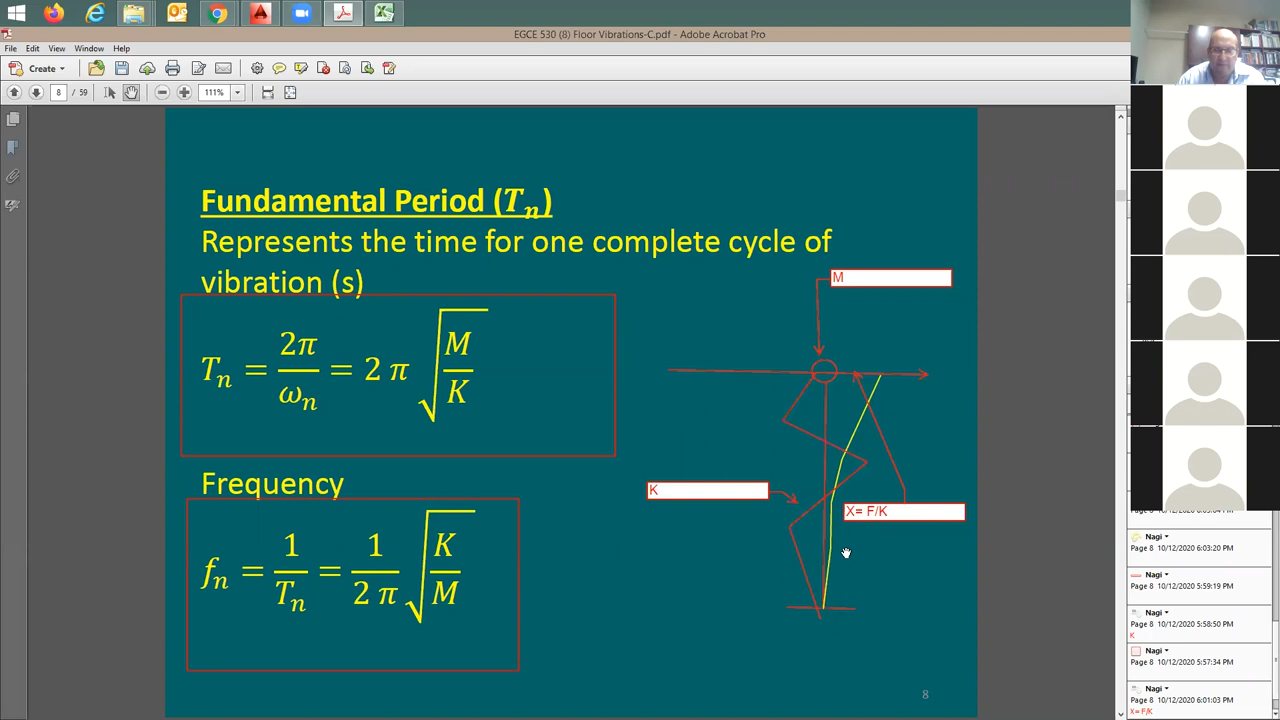 EGCE 530 (8) Floor Vibrations-C.pdf - Adobe Acrobat Pro
File Edit View Window Help
Create
8 / 59 111%
Fundamental Period (Tₙ)
Represents the time for one complete cycle of
vibration (s)
Tₙ = 2π/ωₙ = 2 π √(M/K)
Frequency
fₙ = 1/Tₙ = 1/(2 π) √(K/M)
M
K
X= F/K
8
Nagi
Page 8 10/12/2020 6:03:20 PM
Nagi
Page 8 10/12/2020 5:59:19 PM
Nagi
Page 8 10/12/2020 5:58:50 PM
K
Nagi
Page 8 10/12/2020 5:57:34 PM
Nagi
Page 8 10/12/2020 6:01:03 PM
X= F/K